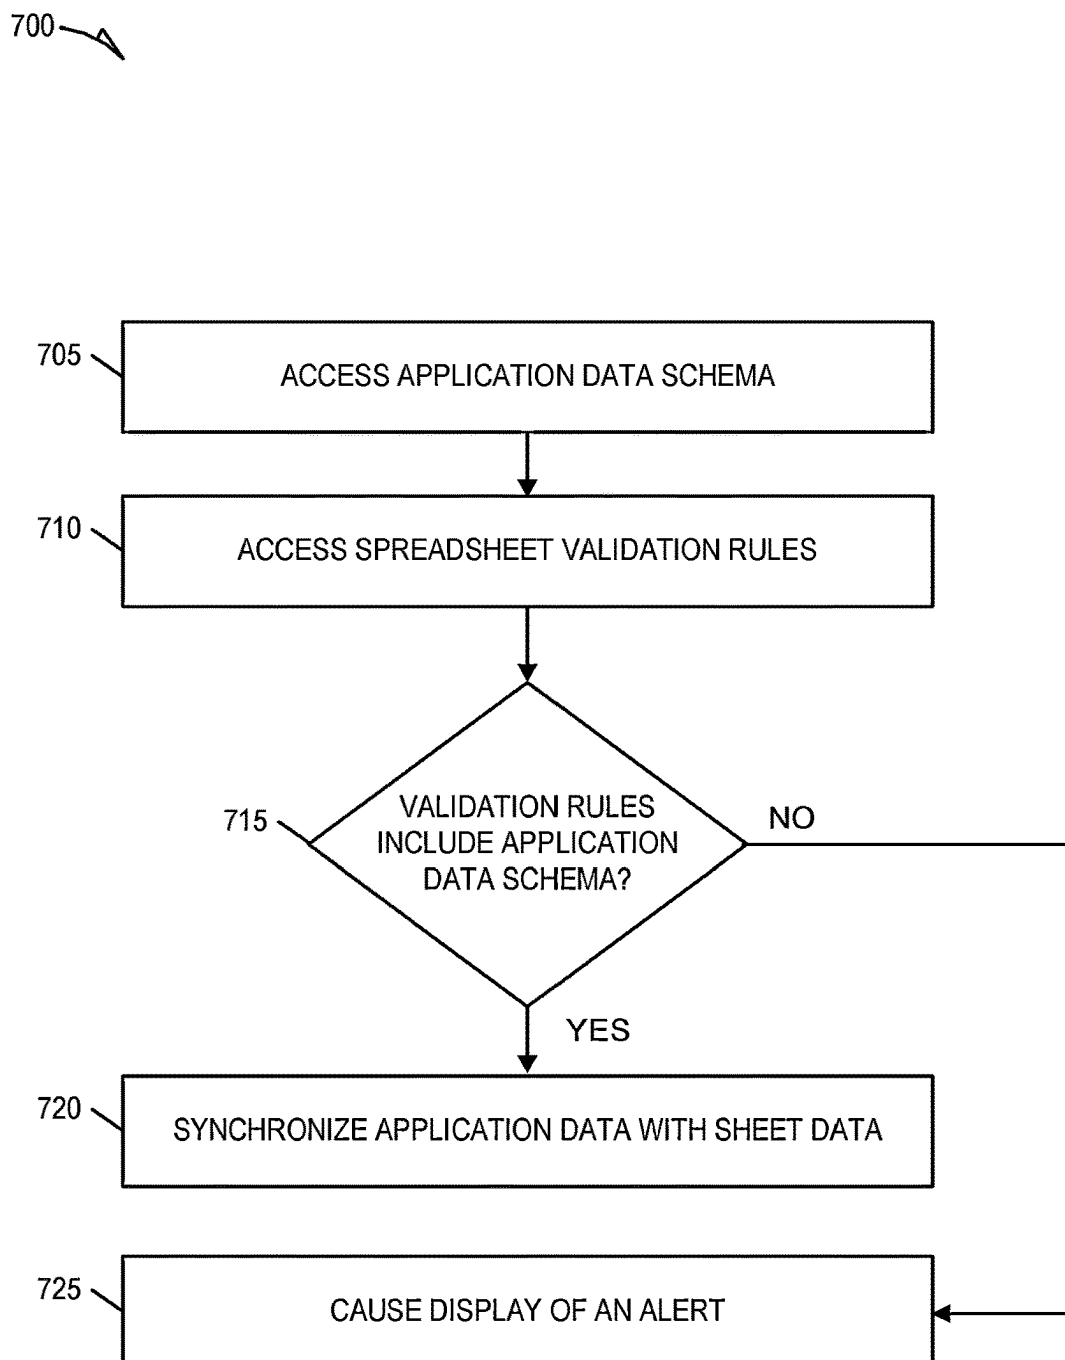 700
705
ACCESS APPLICATION DATA SCHEMA
710
ACCESS SPREADSHEET VALIDATION RULES
715
VALIDATION RULES
INCLUDE APPLICATION
DATA SCHEMA?
NO
YES
720
SYNCHRONIZE APPLICATION DATA WITH SHEET DATA
725
CAUSE DISPLAY OF AN ALERT